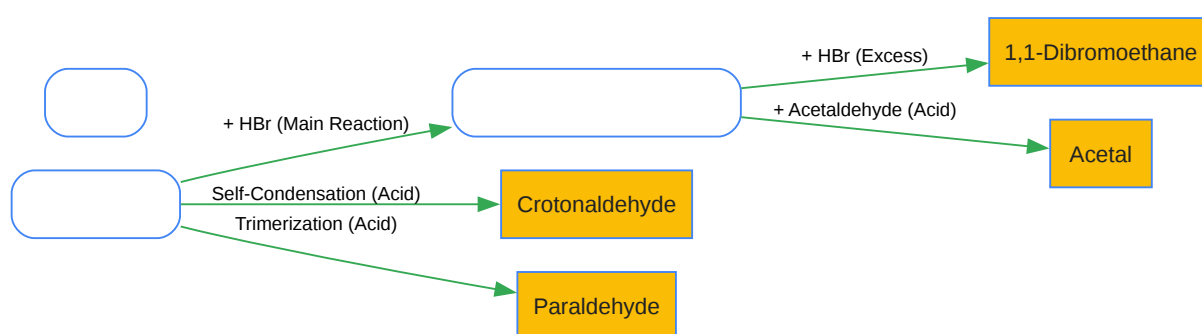 + HBr (Excess)
1,1-Dibromoethane
+ HBr (Main Reaction)
+ Acetaldehyde (Acid)
Acetal
Self-Condensation (Acid)
Crotonaldehyde
Trimerization (Acid)
Paraldehyde